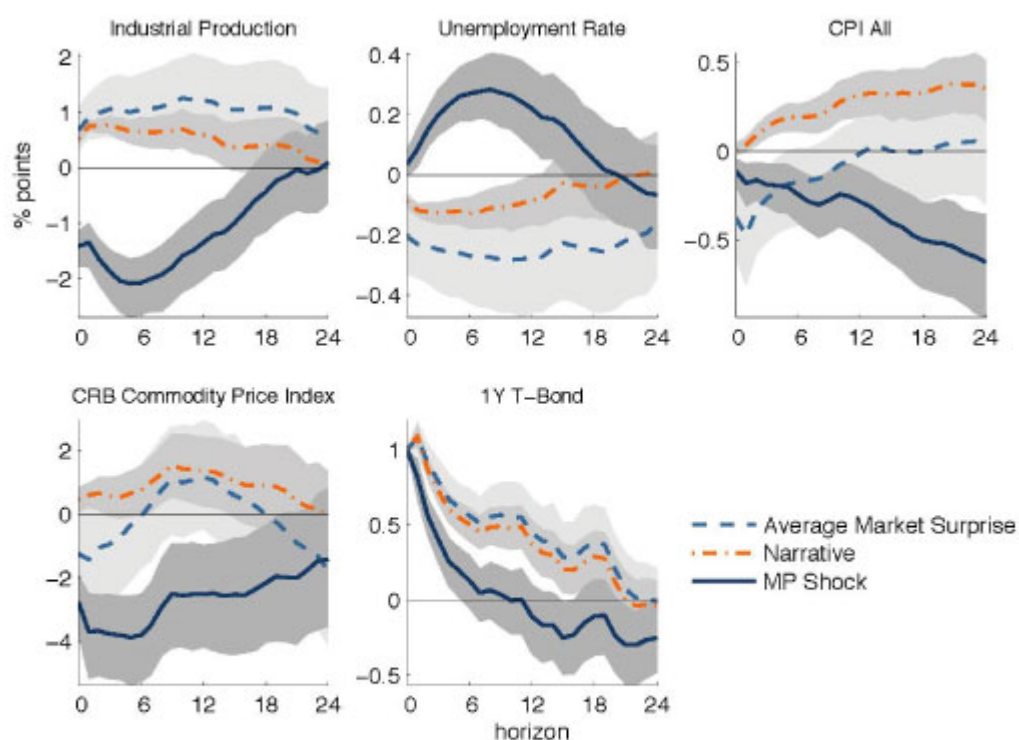 Industrial Production
Unemployment Rate
CPI All
2
1
0
−1
−2
0 6 12 18 24
% points
0.4
0.2
0
−0.2
−0.4
0 6 12 18 24
0.5
0
−0.5
0 6 12 18 24
CRB Commodity Price Index
1Y T−Bond
2
0
−2
−4
0 6 12 18 24
1
0.5
0
−0.5
0 6 12 18 24
horizon
Average Market Surprise
Narrative
MP Shock